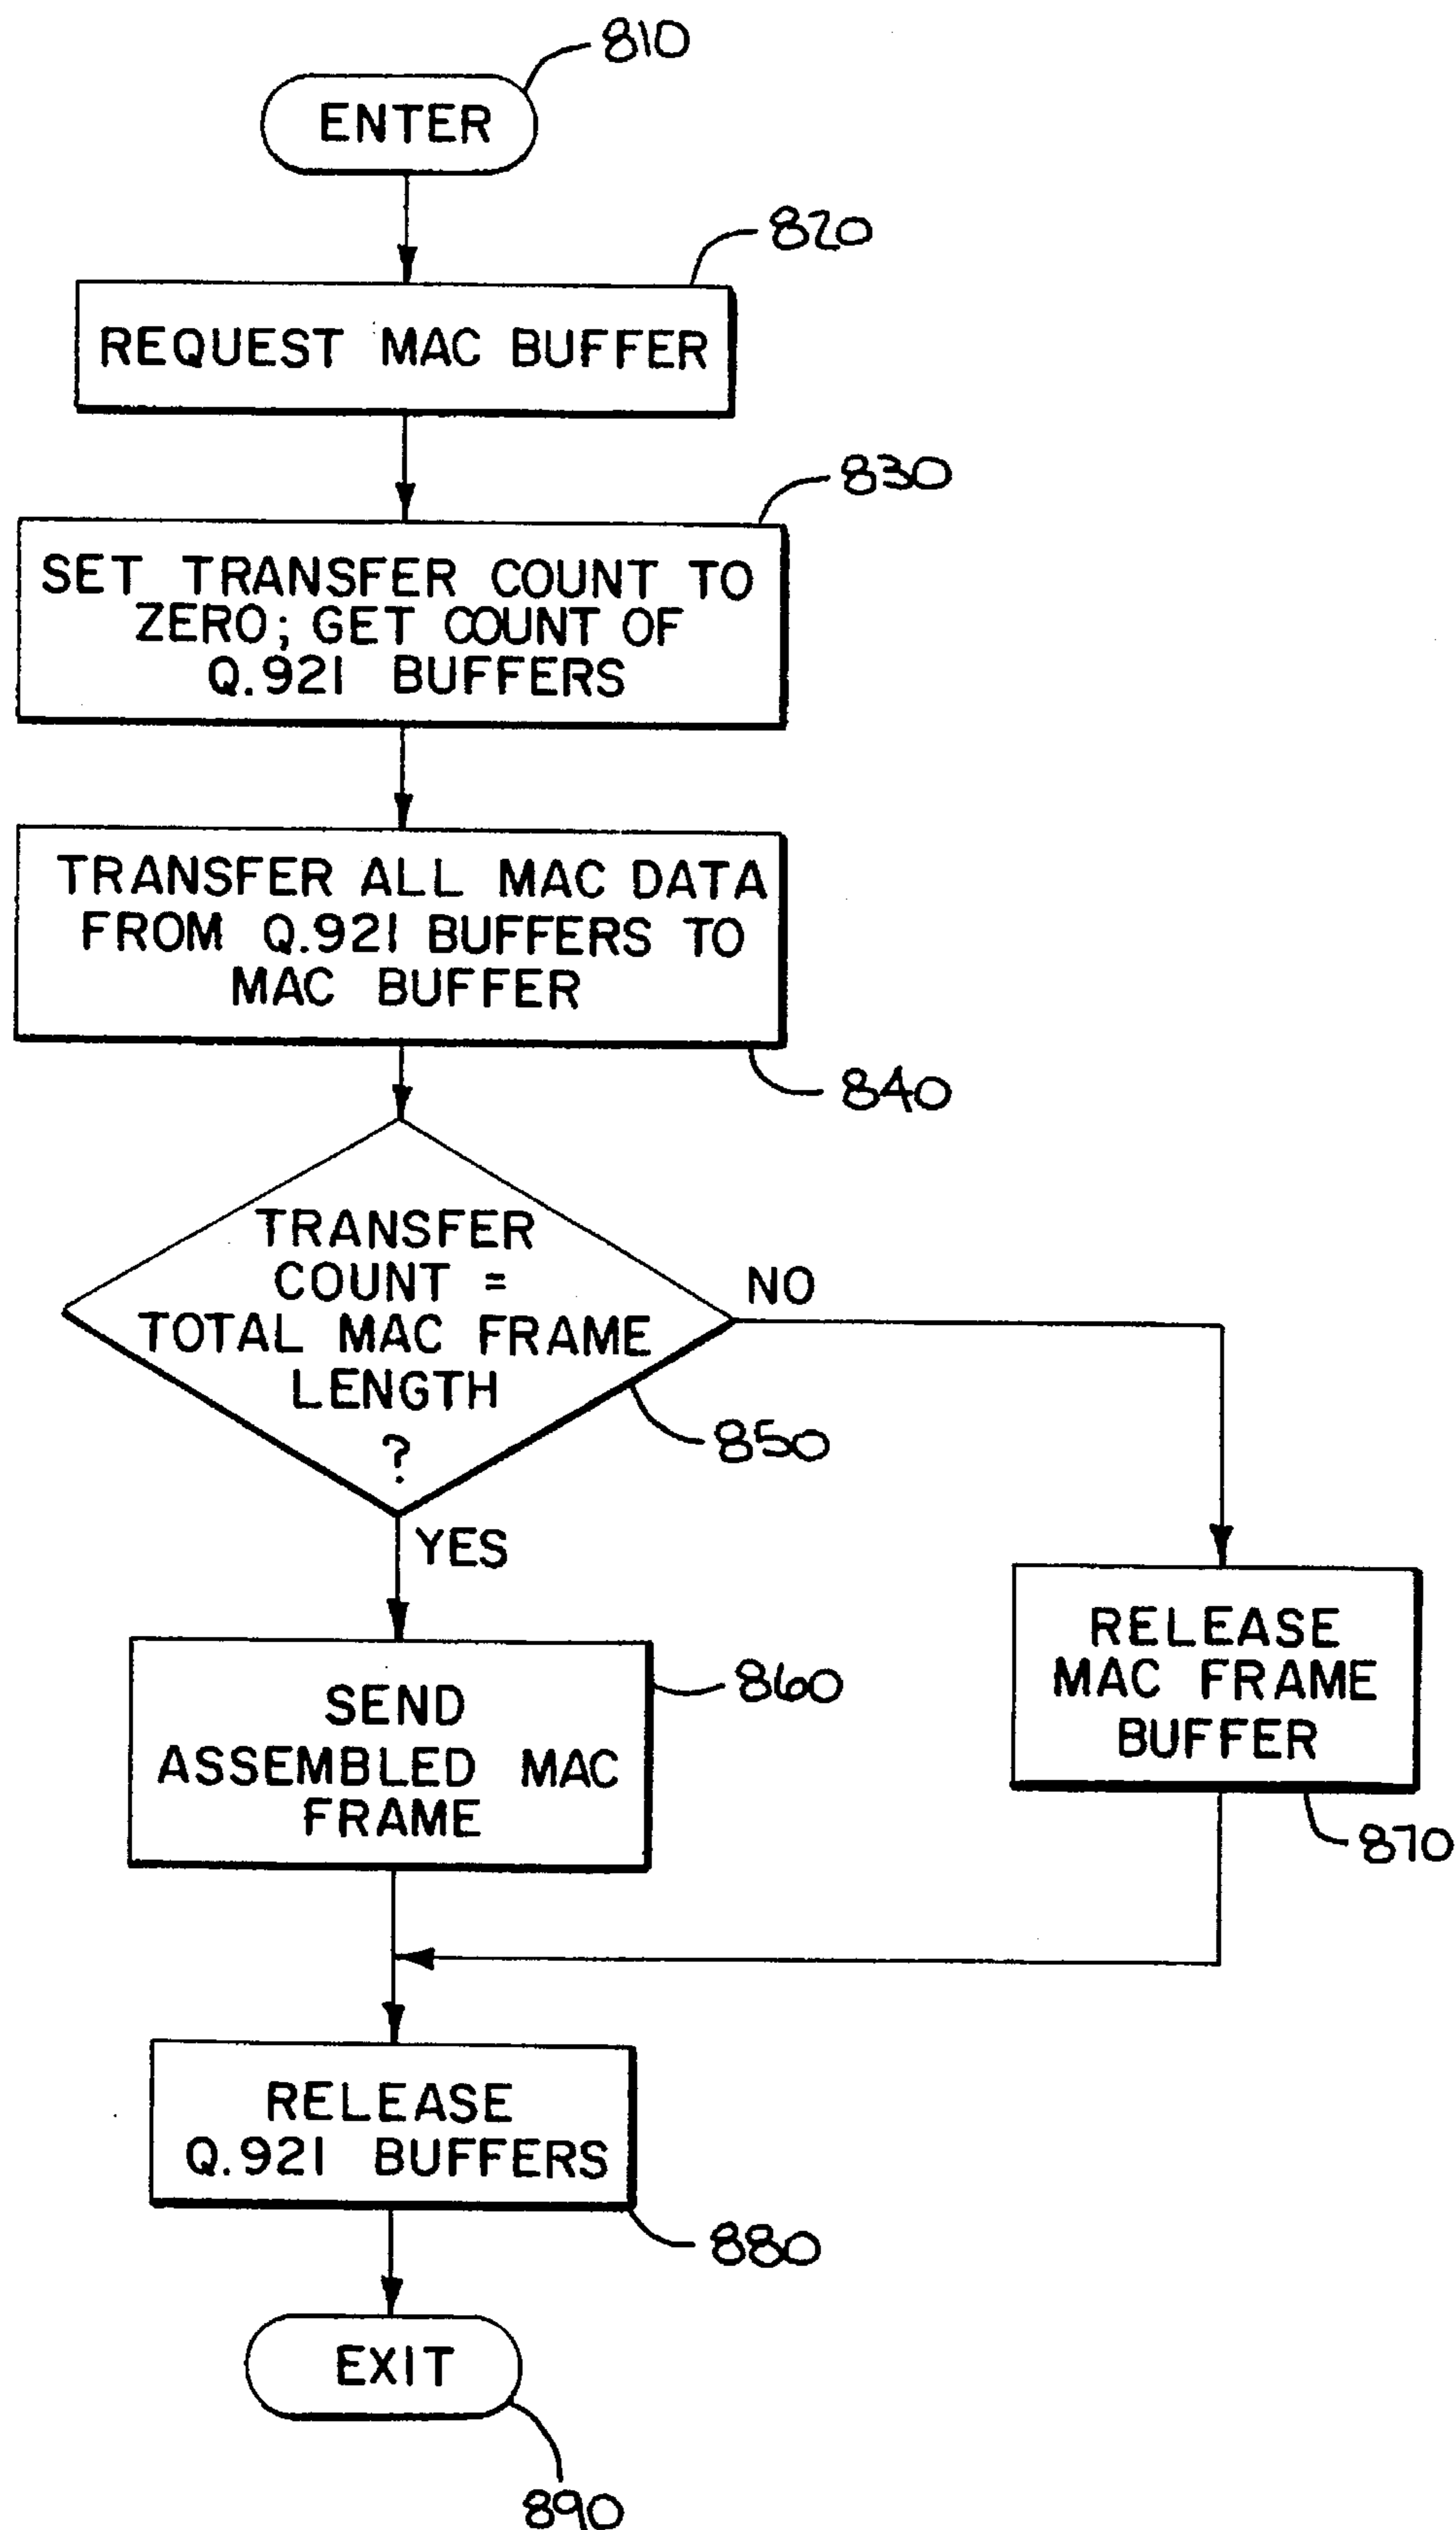 810
ENTER
820
REQUEST MAC BUFFER
830
SET TRANSFER COUNT TO
ZERO; GET COUNT OF
Q.921 BUFFERS
TRANSFER ALL MAC DATA
FROM Q.921 BUFFERS TO
MAC BUFFER
840
TRANSFER
COUNT =
TOTAL MAC FRAME
LENGTH
?
NO
850
YES
SEND
ASSEMBLED MAC
FRAME
860
RELEASE
MAC FRAME
BUFFER
870
RELEASE
Q.921 BUFFERS
880
EXIT
890